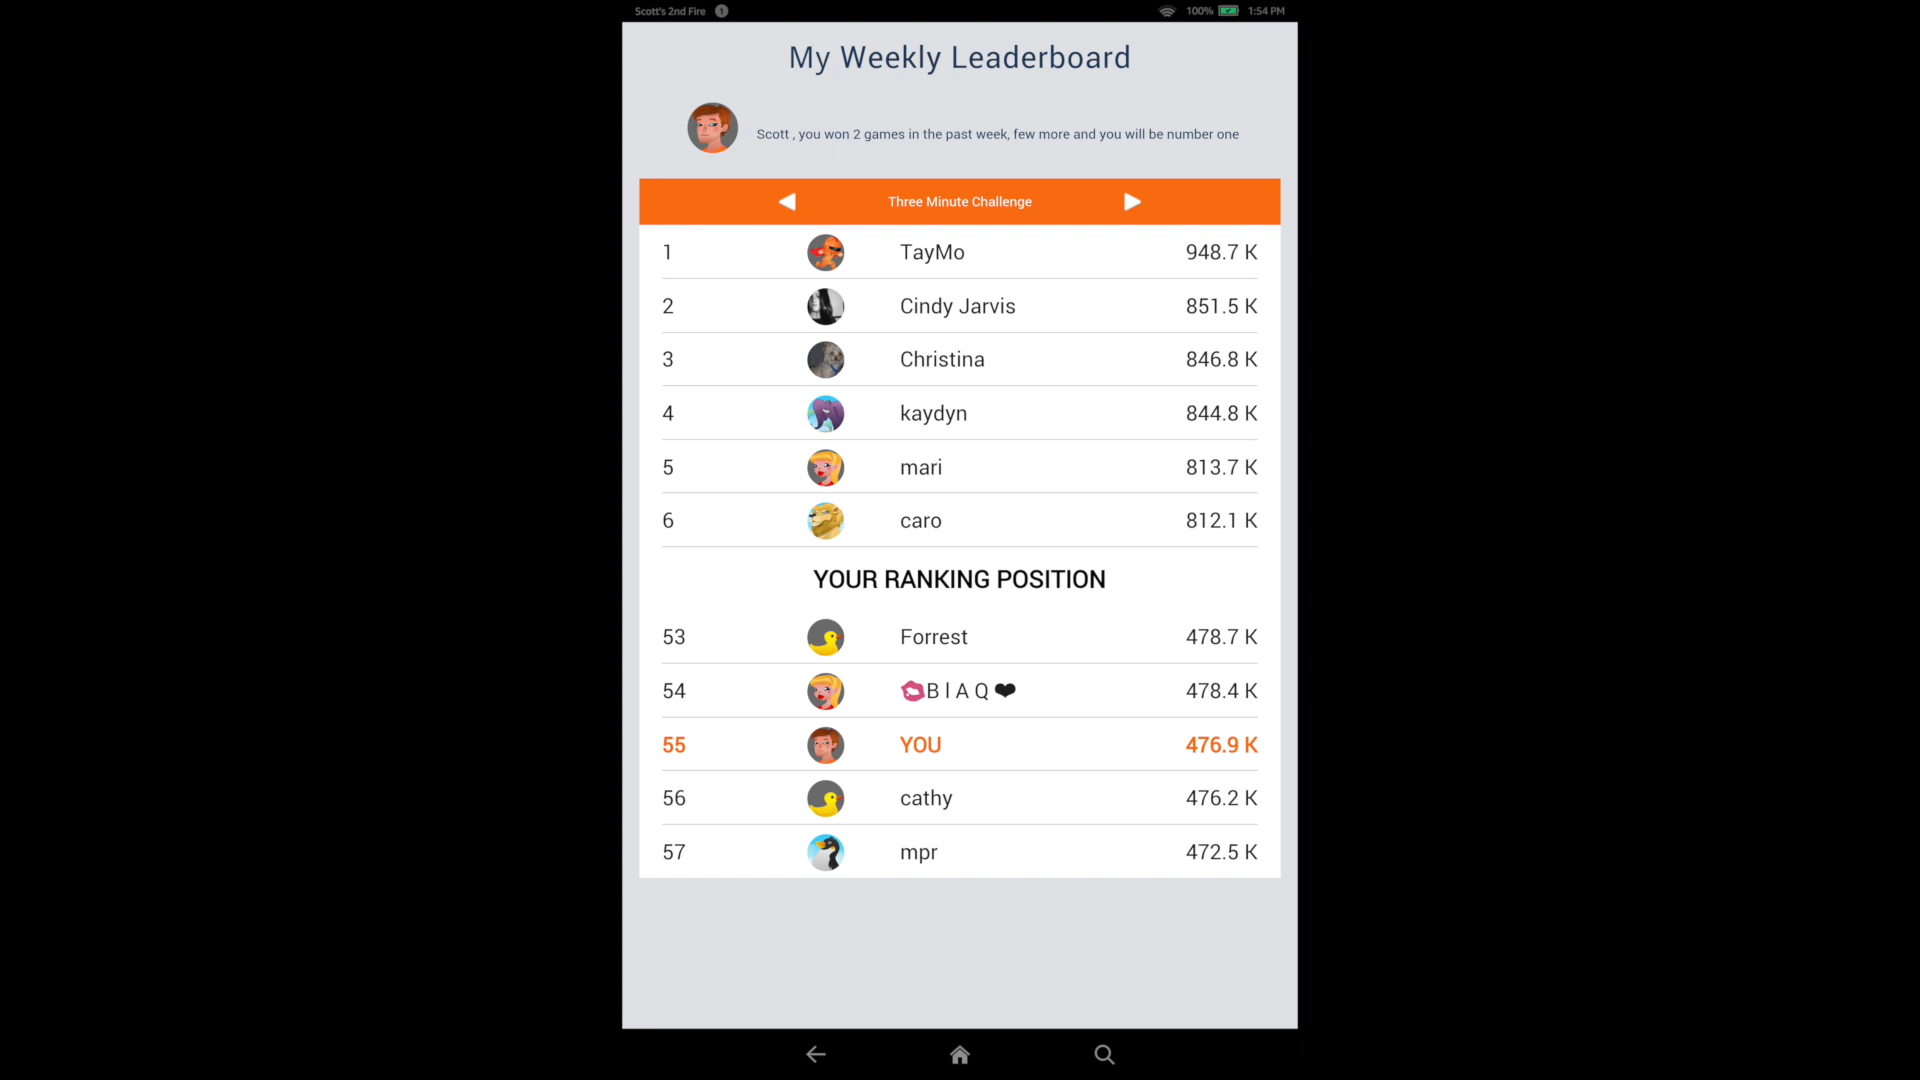 Scott's 2nd Fire 1 100% 1:54 PM
My Weekly Leaderboard
Scott , you won 2 games in the past week, few more and you will be number one
Three Minute Challenge
1 TayMo 948.7 K
2 Cindy Jarvis 851.5 K
3 Christina 846.8 K
4 kaydyn 844.8 K
5 mari 813.7 K
6 caro 812.1 K
YOUR RANKING POSITION
53 Forrest 478.7 K
54 💋B l A Q ❤ 478.4 K
55 YOU 476.9 K
56 cathy 476.2 K
57 mpr 472.5 K